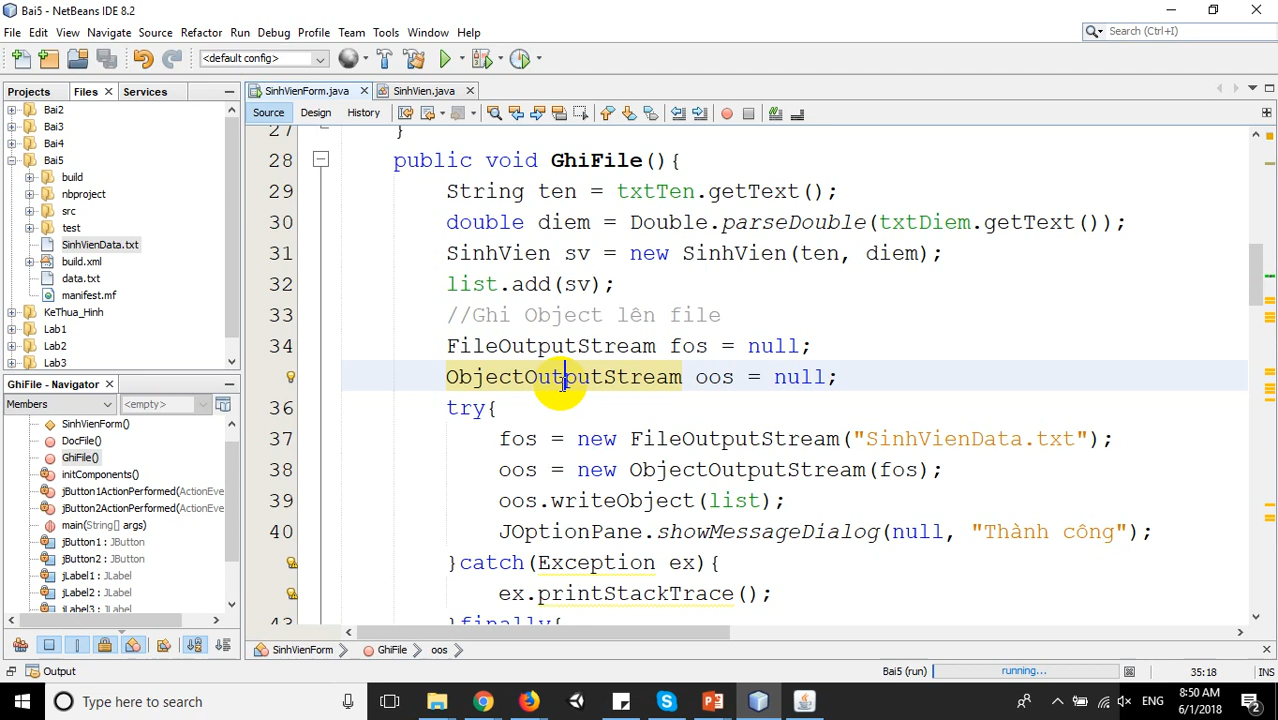 Bai5 - NetBeans IDE 8.2
File Edit View Navigate Source Refactor Run Debug Profile Team Tools Window Help
Search (Ctrl+I)
<default config>
Projects Files Services
SinhVienForm.java SinhVien.java
Source Design History
Bai2
Bai3
Bai4
Bai5
build
nbproject
src
test
SinhVienData.txt
build.xml
data.txt
manifest.mf
KeThua_Hinh
Lab1
Lab2
Lab3
GhiFile - Navigator
Members <empty>
SinhVienForm()
DocFile()
GhiFile()
initComponents()
jButton1ActionPerformed(ActionEve
jButton2ActionPerformed(ActionEve
main(String[] args)
jButton1 : JButton
jButton2 : JButton
jLabel1 : JLabel
jLabel2 : JLabel
jLabel3 : JLabel
27 }
28 public void GhiFile(){
29 String ten = txtTen.getText();
30 double diem = Double.parseDouble(txtDiem.getText());
31 SinhVien sv = new SinhVien(ten, diem);
32 list.add(sv);
33 //Ghi Object lên file
34 FileOutputStream fos = null;
ObjectOutputStream oos = null;
36 try{
37 fos = new FileOutputStream("SinhVienData.txt");
38 oos = new ObjectOutputStream(fos);
39 oos.writeObject(list);
40 JOptionPane.showMessageDialog(null, "Thành công");
}catch(Exception ex){
ex.printStackTrace();
43 }finally{
SinhVienForm GhiFile oos
Output
Bai5 (run) running... 35:18 INS
Type here to search
ENG
8:50 AM
6/1/2018
2